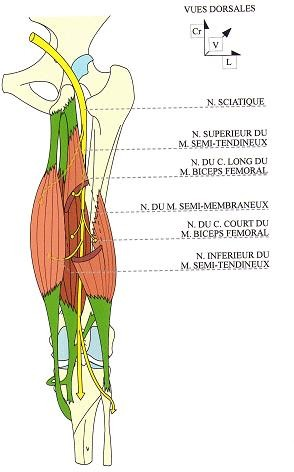 VUES DORSALES
Cr
V
L
N. SCIATIQUE
N. SUPERIEUR DU
M. SEMI-TENDINEUX
N. DU C. LONG DU
M. BICEPS FEMORAL
N. DU M. SEMI-MEMBRANEUX
N. DU C. COURT DU
M. BICEPS FEMORAL
N. INFERIEUR DU
M. SEMI-TENDINEUX
v